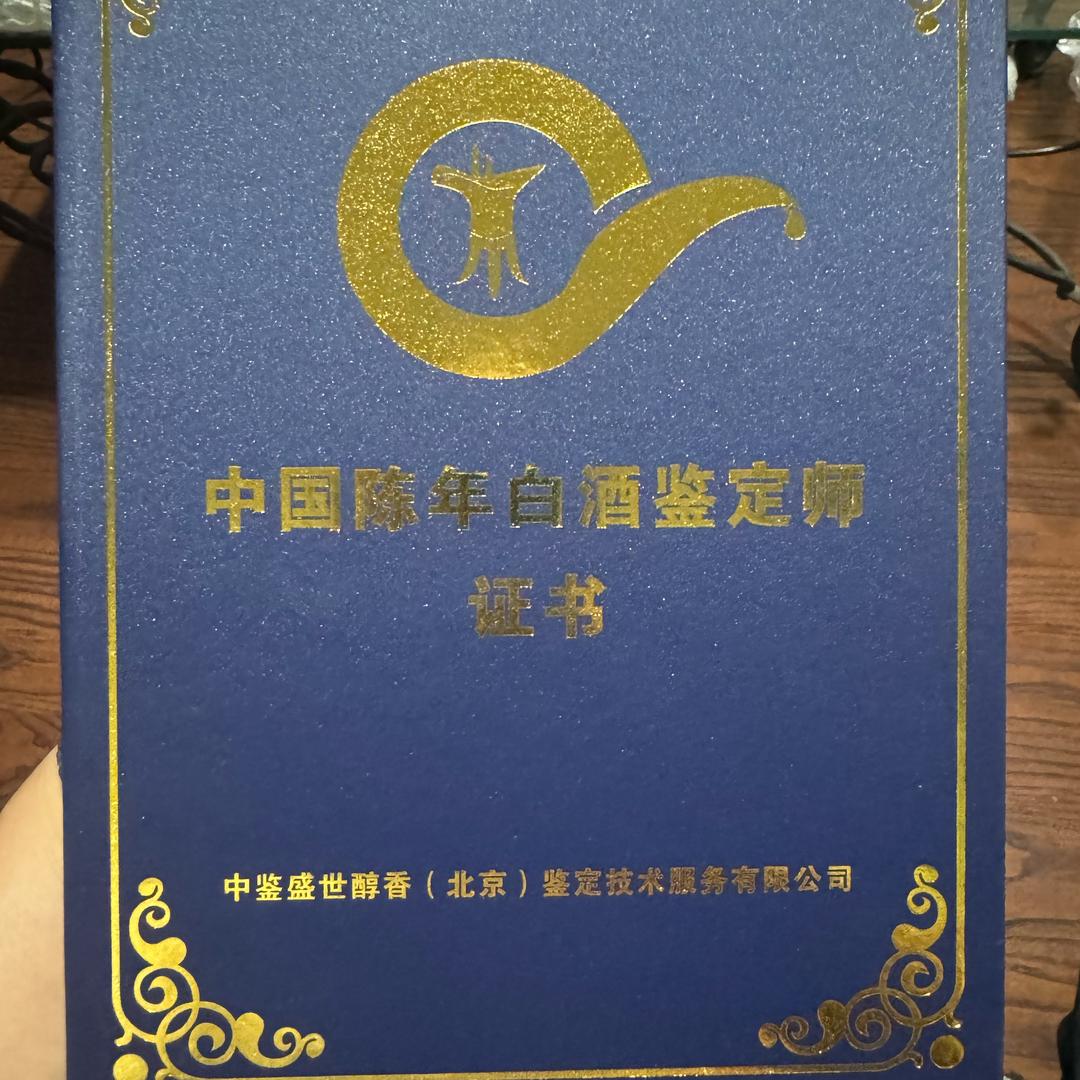 中国陈年白酒鉴定师
证书
中鉴盛世醇香（北京）鉴定技术服务有限公司